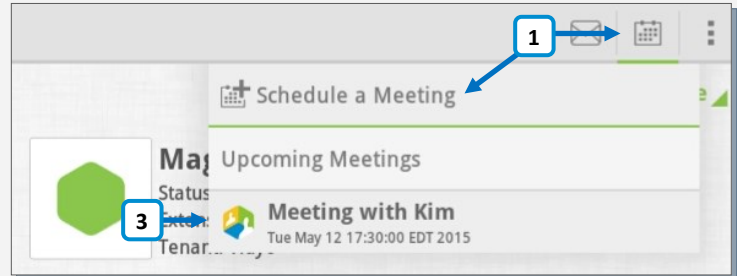 1
Schedule a Meeting
e
Upcoming Meetings
Mag
Status
3
Meeting with Kim
Tue May 12 17:30:00 EDT 2015